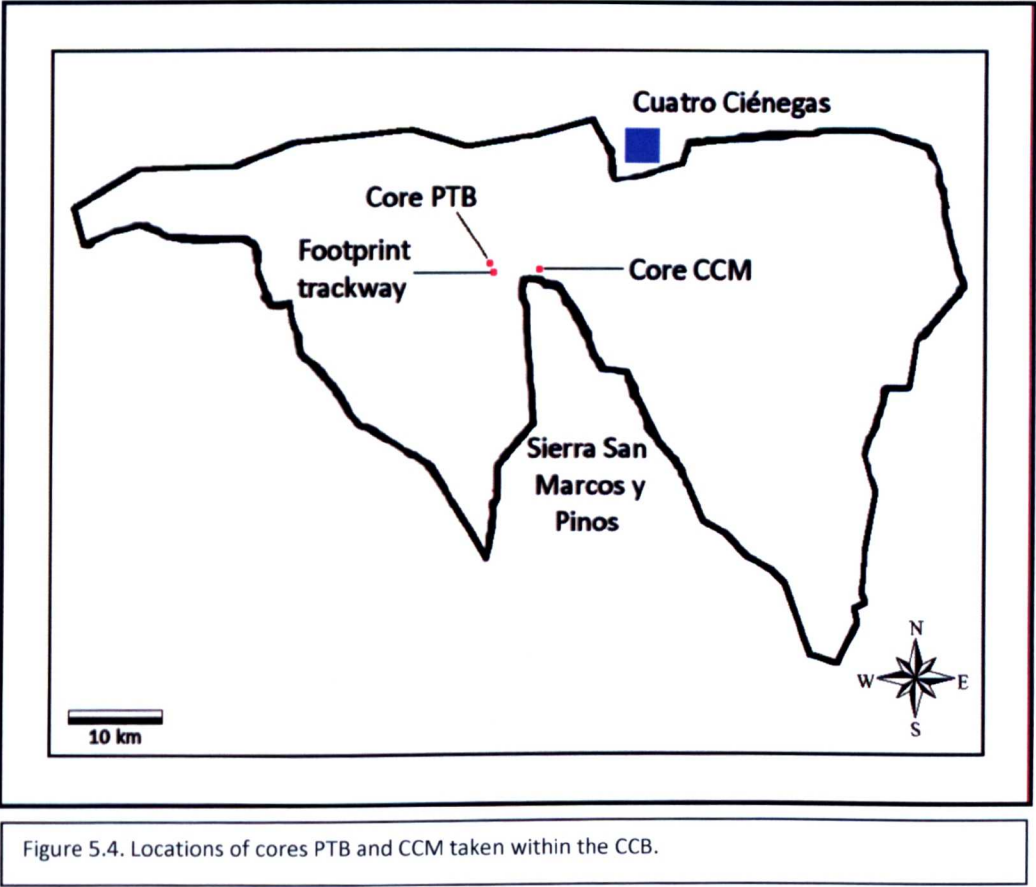 Cuatro Ciénegas
Core PTB
Footprint
trackway
Core CCM
Sierra San
Marcos y
Pinos
N
W
E
S
10 km
Figure 5.4. Locations of cores PTB and CCM taken within the CCB.